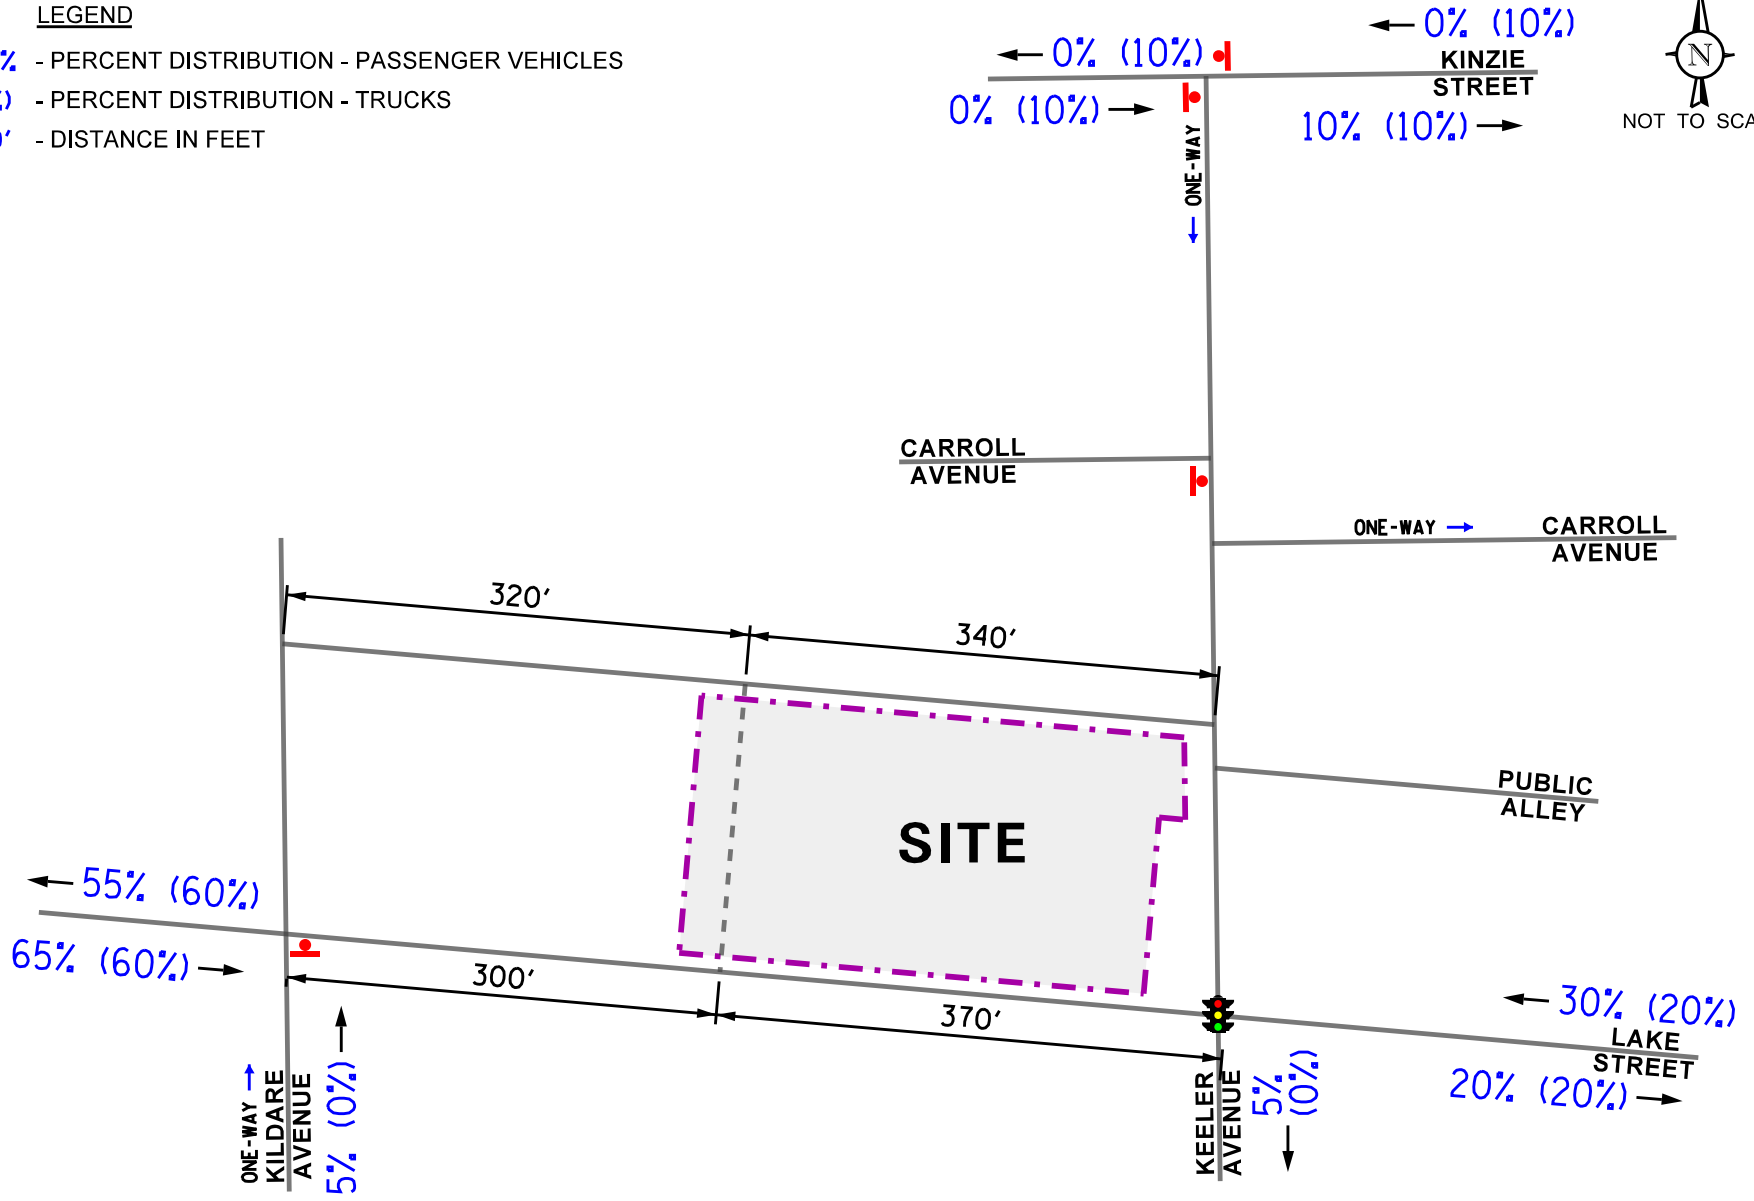 LEGEND
% - PERCENT DISTRIBUTION - PASSENGER VEHICLES
%) - PERCENT DISTRIBUTION - TRUCKS
' - DISTANCE IN FEET
0% (10%)
0% (10%)
KINZIE
STREET
0% (10%)
10% (10%)
N
NOT TO SCA
ONE-WAY
CARROLL
AVENUE
ONE-WAY
CARROLL
AVENUE
320'
340'
PUBLIC
ALLEY
SITE
55% (60%)
65% (60%)
300'
370'
30% (20%)
LAKE
STREET
20% (20%)
ONE-WAY
KILDARE
AVENUE
5% (0%)
KEELER
AVENUE
5%
(0%)